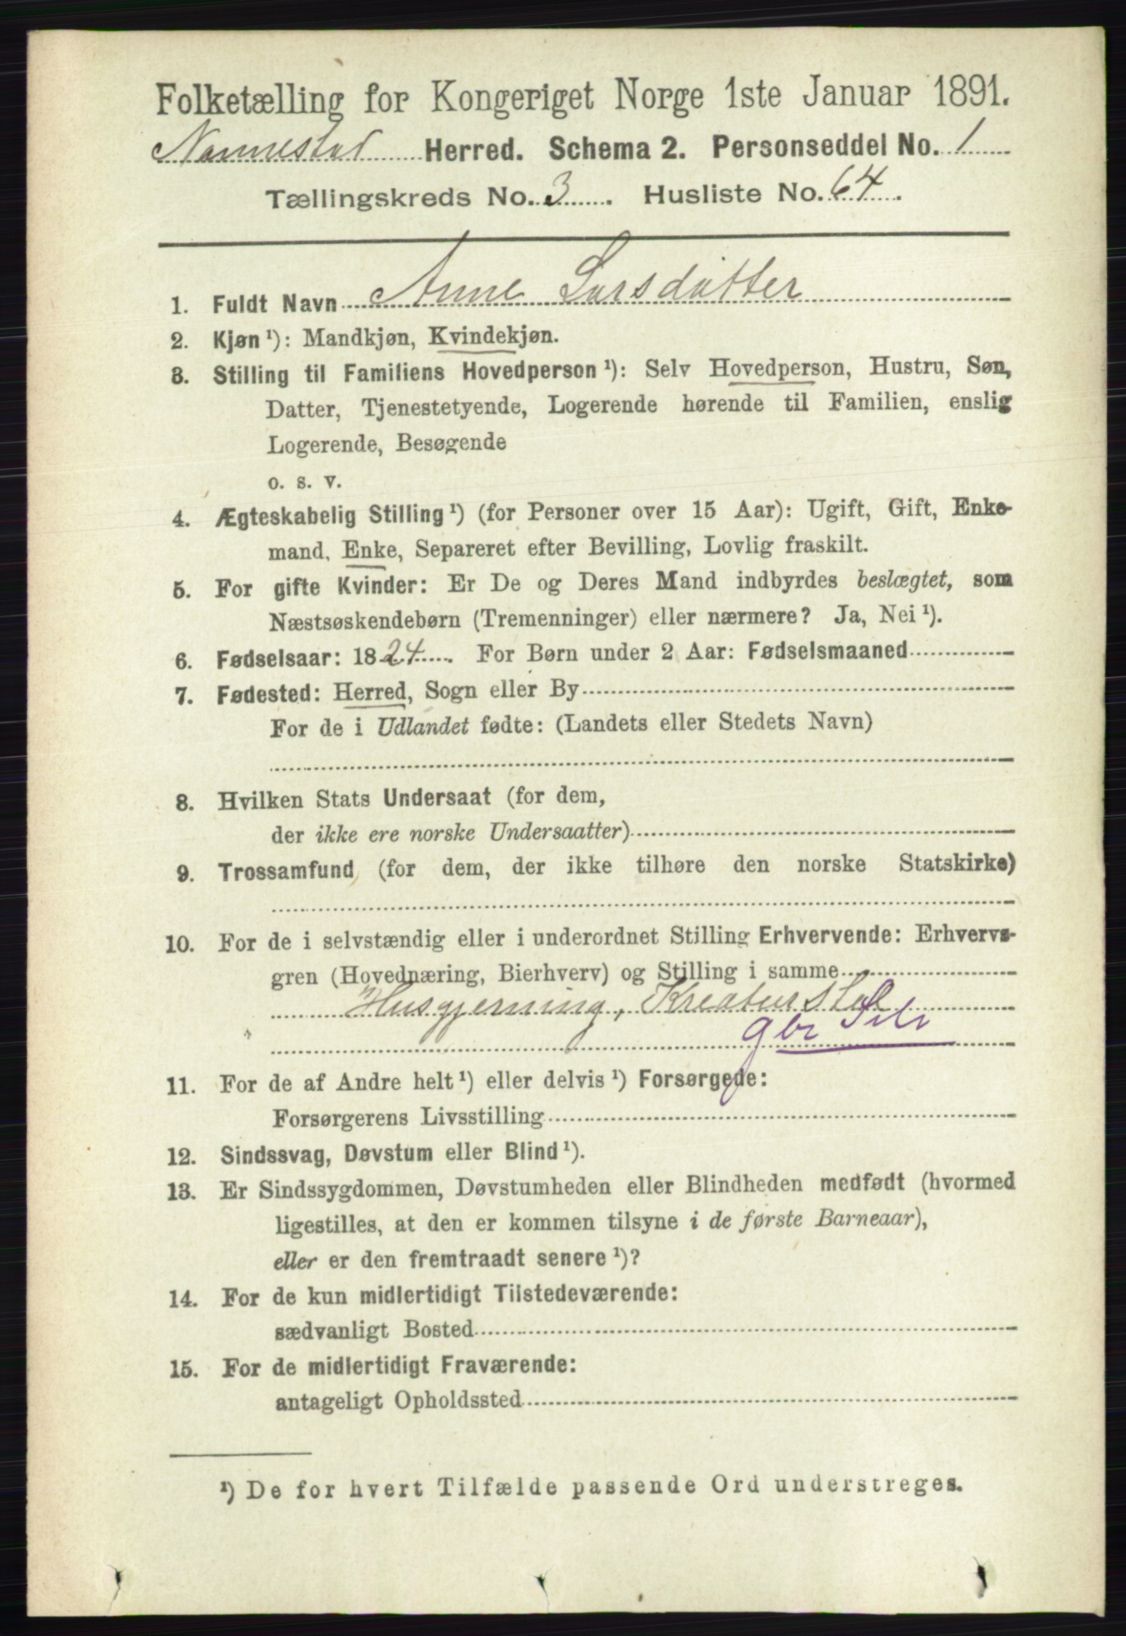 Folketælling for Kongeriget Norge 1ste Januar 1891.
Nannestad Herred. Schema 2. Personseddel No. 1
Tællingskreds No. 3. Husliste No. 64.
1. Fuldt Navn Anne Larsdatter
2. Kjøn ¹): Mandkjøn, Kvindekjøn.
3. Stilling til Familiens Hovedperson ¹): Selv Hovedperson, Hustru, Søn,
Datter, Tjenestetyende, Logerende hørende til Familien, enslig
Logerende, Besøgende
o. s. v.
4. Ægteskabelig Stilling ¹) (for Personer over 15 Aar): Ugift, Gift, Enke-
mand, Enke, Separeret efter Bevilling, Lovlig fraskilt.
5. For gifte Kvinder: Er De og Deres Mand indbyrdes beslægtet, som
Næstsøskendebørn (Tremenninger) eller nærmere? Ja, Nei ¹).
6. Fødselsaar: 1824. For Børn under 2 Aar: Fødselsmaaned
7. Fødested: Herred, Sogn eller By
For de i Udlandet fødte: (Landets eller Stedets Navn)
8. Hvilken Stats Undersaat (for dem,
der ikke ere norske Undersaatter)
9. Trossamfund (for dem, der ikke tilhøre den norske Statskirke)
10. For de i selvstændig eller i underordnet Stilling Erhvervende: Erhvervs-
gren (Hovednæring, Bierhverv) og Stilling i samme
Husgjerning, Kreaturstel
gbr
11. For de af Andre helt ¹) eller delvis ¹) Forsørgede:
Forsørgerens Livsstilling
12. Sindssvag, Døvstum eller Blind ¹).
13. Er Sindssygdommen, Døvstumheden eller Blindheden medfødt (hvormed
ligestilles, at den er kommen tilsyne i de første Barneaar),
eller er den fremtraadt senere ¹)?
14. For de kun midlertidigt Tilstedeværende:
sædvanligt Bosted
15. For de midlertidigt Fraværende:
antageligt Opholdssted
¹) De for hvert Tilfælde passende Ord understreges.